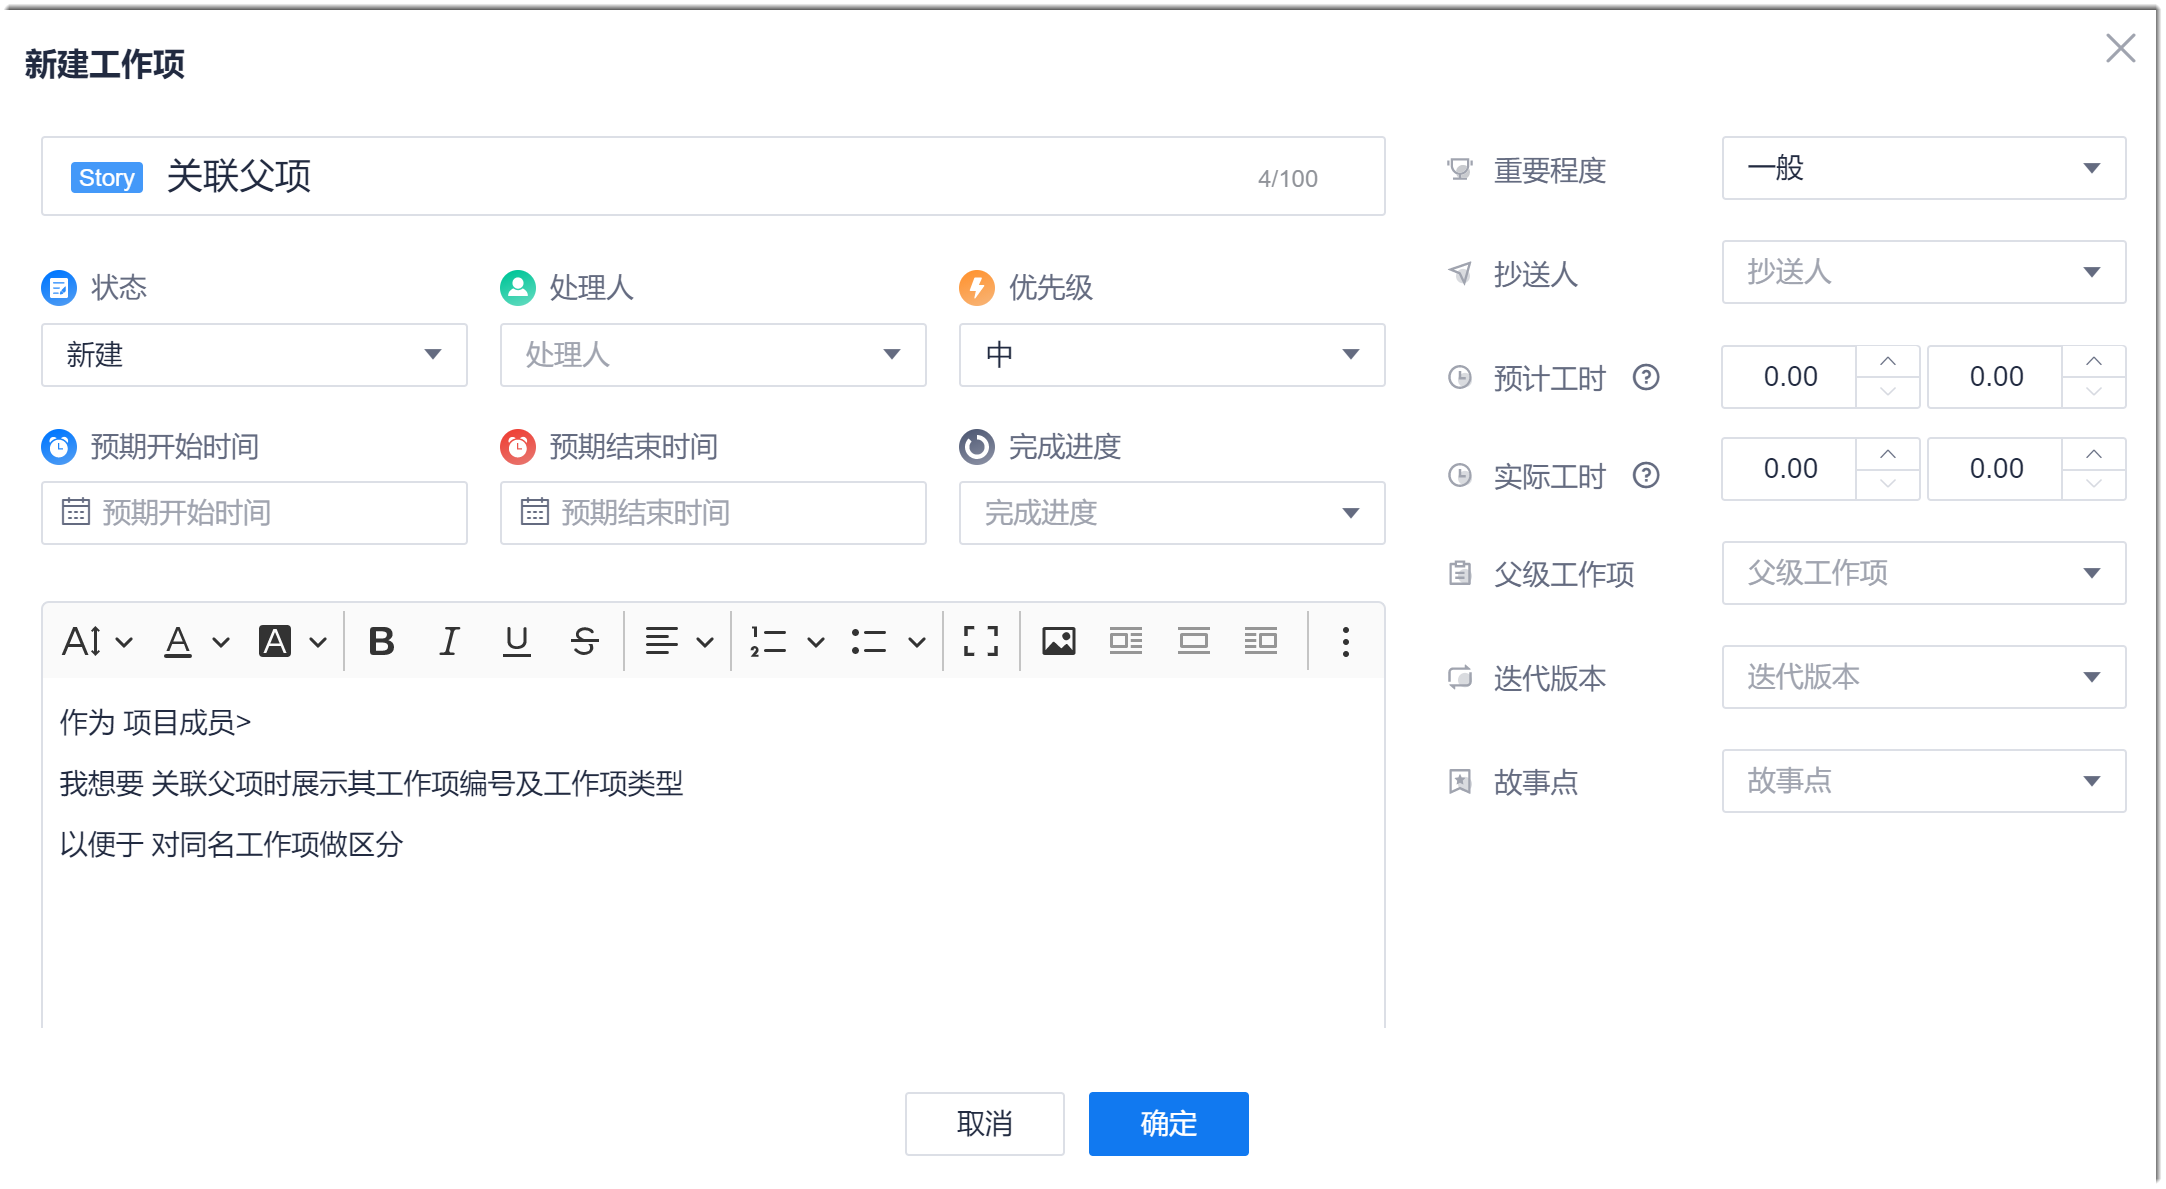 新建工作项
Story 关联父项 4/100
状态 处理人 优先级
新建 处理人 中
预期开始时间 预期结束时间 完成进度
预期开始时间 预期结束时间 完成进度
作为 项目成员>
我想要 关联父项时展示其工作项编号及工作项类型
以便于 对同名工作项做区分
重要程度 一般
抄送人 抄送人
预计工时 0.00 0.00
实际工时 0.00 0.00
父级工作项 父级工作项
迭代版本 迭代版本
故事点 故事点
取消 确定